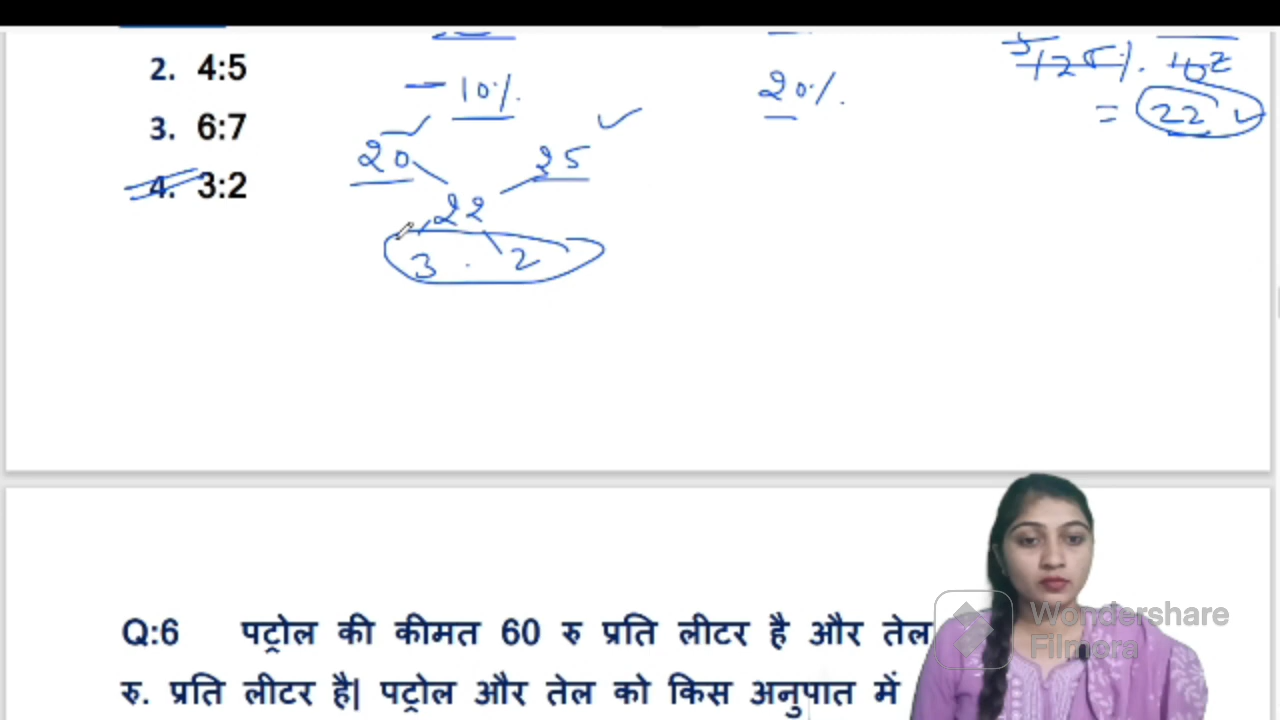 2. 4:5
- 10%. 20%.
3. 6:7
20 25
4. 3:2
22
3 . 2
125%.
= 22
Q:6 पट्रोल की कीमत 60 रु प्रति लीटर है और तेल
रु. प्रति लीटर है| पट्रोल और तेल को किस अनुपात में
Wondershare
Filmora